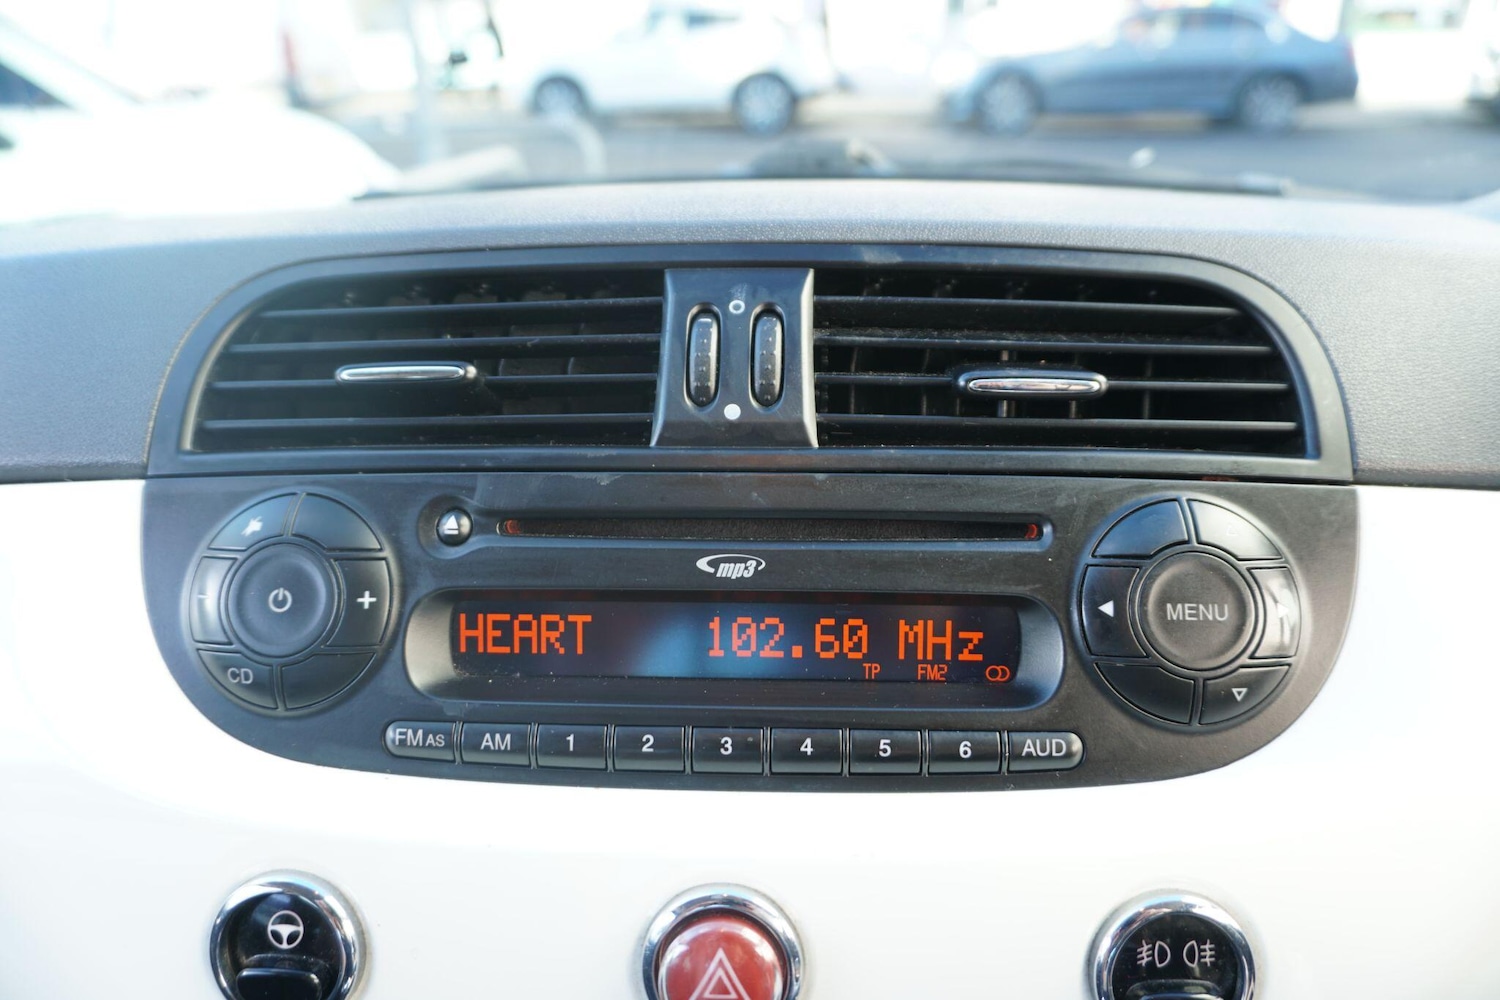 mp3
HEART 102.60 MHz
TP FM2
+
-
CD
MENU
FM AS AM 1 2 3 4 5 6 AUD